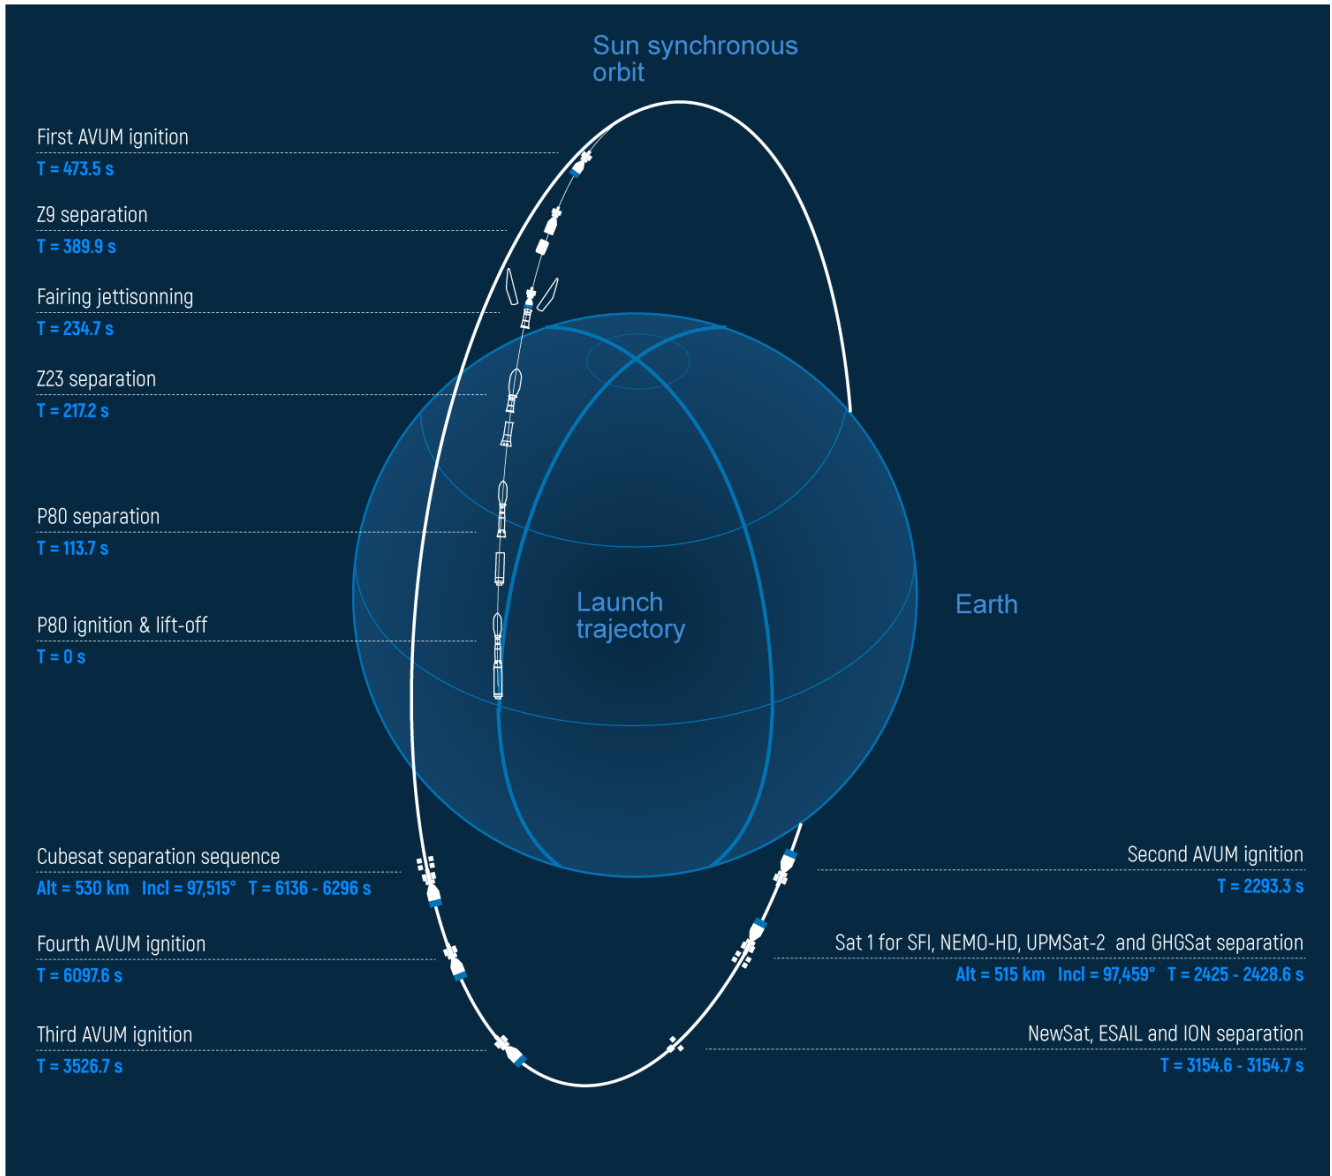 Sun synchronous
orbit
First AVUM ignition
T = 473.5 s
Z9 separation
T = 389.9 s
Fairing jettisonning
T = 234.7 s
Z23 separation
T = 217.2 s
P80 separation
T = 113.7 s
P80 ignition & lift-off
T = 0 s
Launch
trajectory
Earth
Cubesat separation sequence
Alt = 530 km Incl = 97,515° T = 6136 - 6296 s
Fourth AVUM ignition
T = 6097.6 s
Third AVUM ignition
T = 3526.7 s
Second AVUM ignition
T = 2293.3 s
Sat 1 for SFI, NEMO-HD, UPMSat-2 and GHGSat separation
Alt = 515 km Incl = 97,459° T = 2425 - 2428.6 s
NewSat, ESAIL and ION separation
T = 3154.6 - 3154.7 s